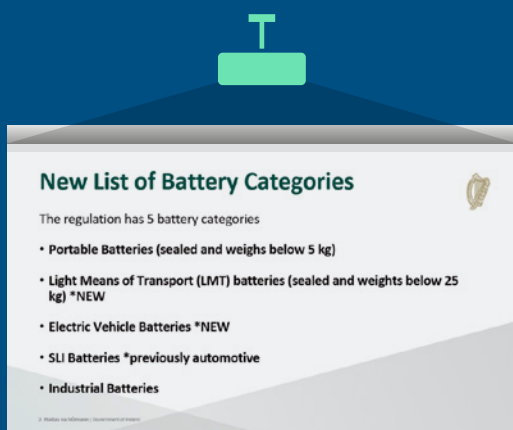 New List of Battery Categories
The regulation has 5 battery categories
• Portable Batteries (sealed and weighs below 5 kg)
• Light Means of Transport (LMT) batteries (sealed and weights below 25
kg) *NEW
• Electric Vehicle Batteries *NEW
• SLI Batteries *previously automotive
• Industrial Batteries
2